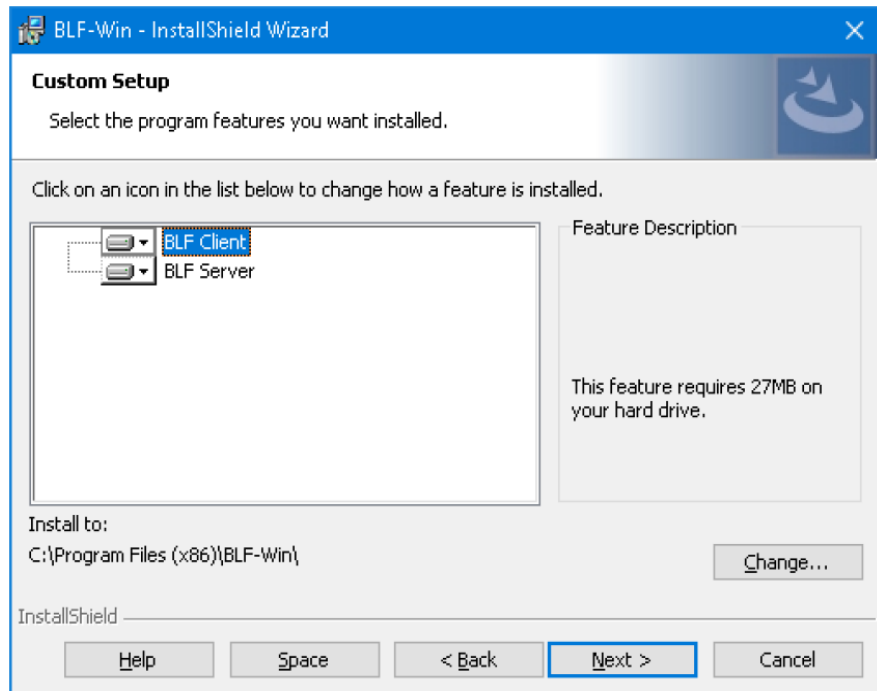 BLF-Win - InstallShield Wizard
Custom Setup
Select the program features you want installed.
Click on an icon in the list below to change how a feature is installed.
BLF Client
BLF Server
Feature Description
This feature requires 27MB on
your hard drive.
Install to:
C:\Program Files (x86)\BLF-Win\
Change...
InstallShield
Help Space < Back Next > Cancel